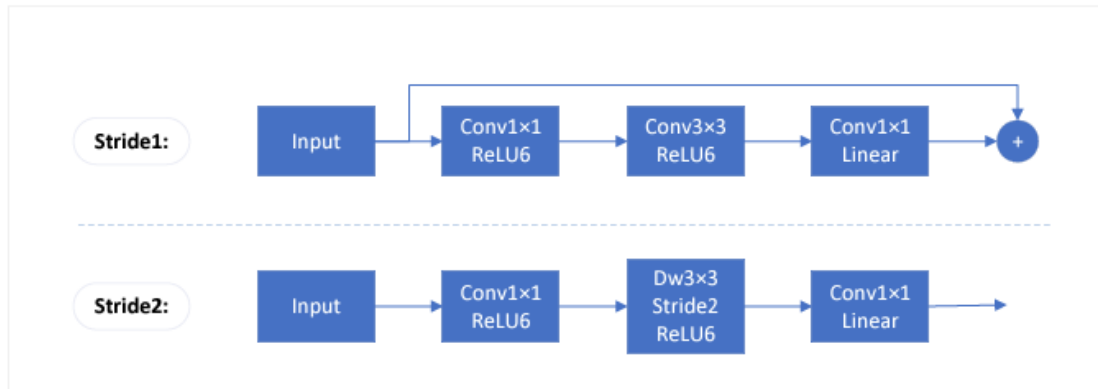 Stride1:
Input
Conv1×1
ReLU6
Conv3×3
ReLU6
Conv1×1
Linear
+
Stride2:
Input
Conv1×1
ReLU6
Dw3×3
Stride2
ReLU6
Conv1×1
Linear